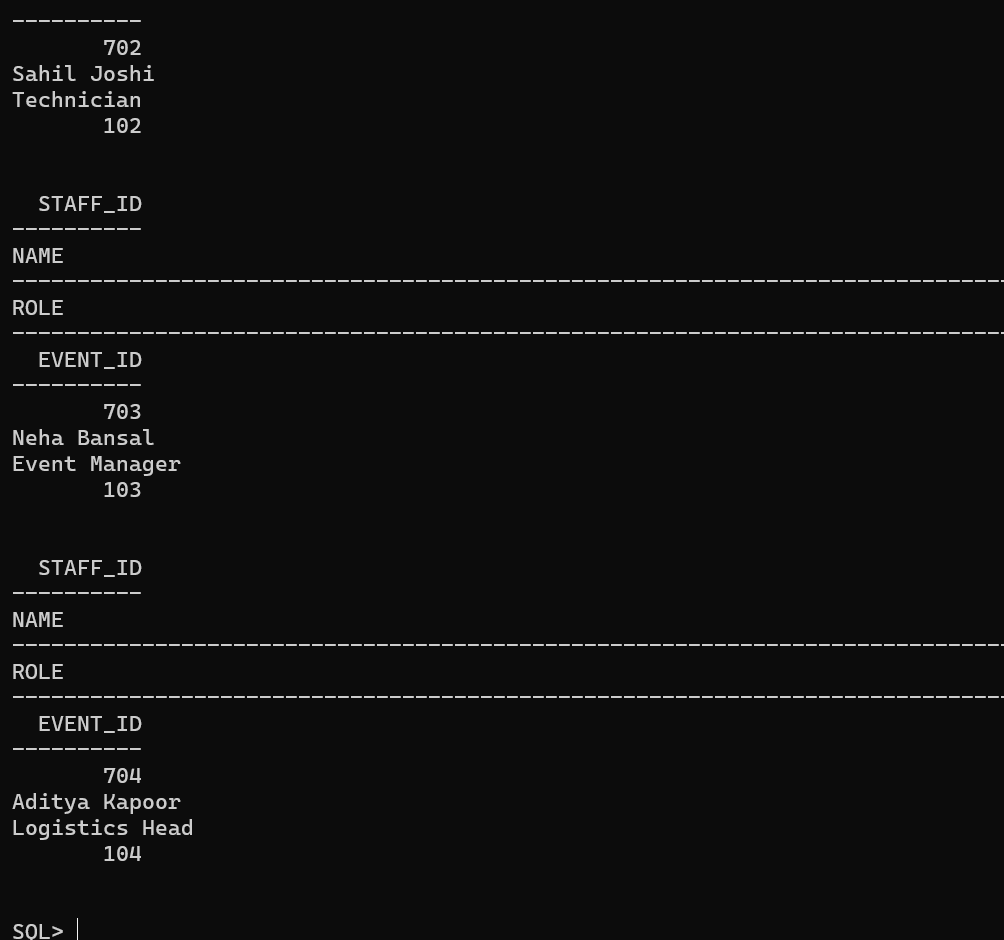 ----------
       702
Sahil Joshi
Technician
       102
  STAFF_ID
----------
NAME
----------------------------------------------------------------------------
ROLE
----------------------------------------------------------------------------
  EVENT_ID
----------
       703
Neha Bansal
Event Manager
       103
  STAFF_ID
----------
NAME
----------------------------------------------------------------------------
ROLE
----------------------------------------------------------------------------
  EVENT_ID
----------
       704
Aditya Kapoor
Logistics Head
       104
SQL>